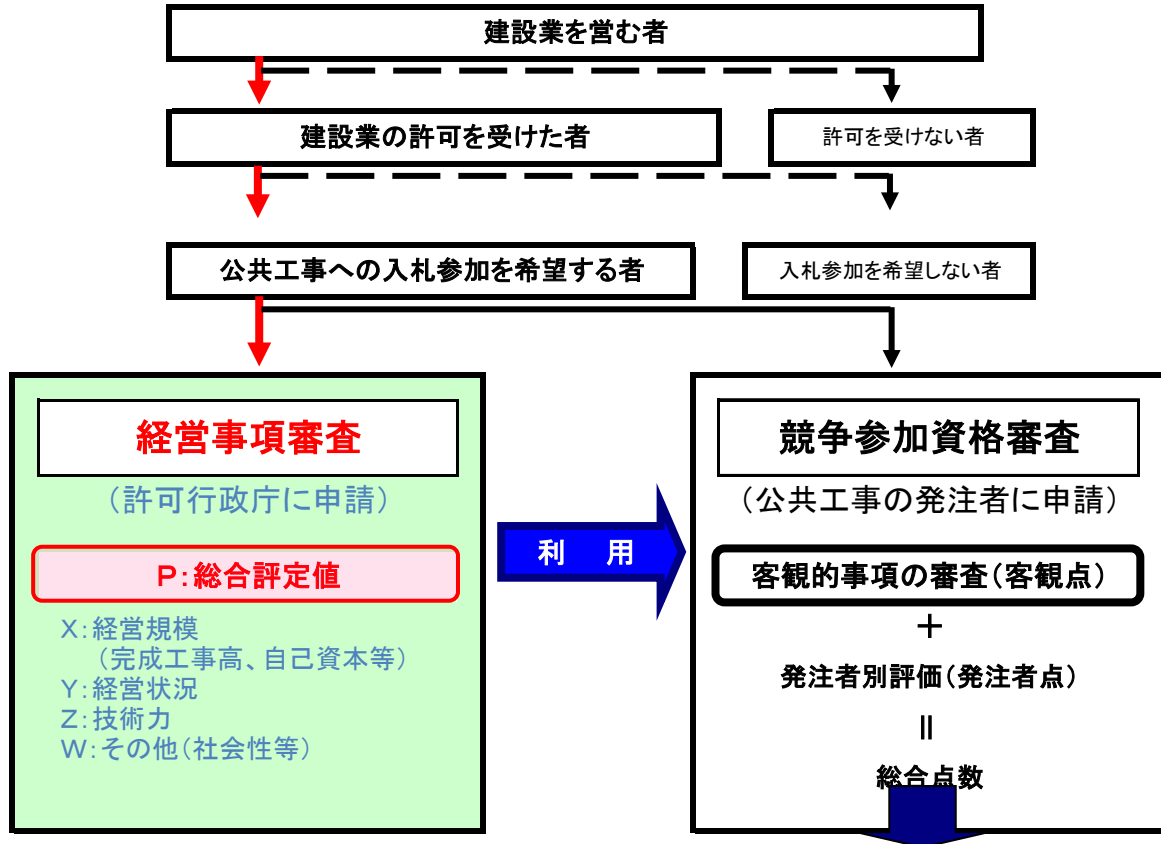 建設業を営む者
建設業の許可を受けた者
許可を受けない者
公共工事への入札参加を希望する者
入札参加を希望しない者
経営事項審査
（許可行政庁に申請）
P：総合評定値
X：経営規模
（完成工事高、自己資本等）
Y：経営状況
Z：技術力
W：その他（社会性等）
利　用
競争参加資格審査
（公共工事の発注者に申請）
客観的事項の審査（客観点）
＋
発注者別評価（発注者点）
＝
総合点数